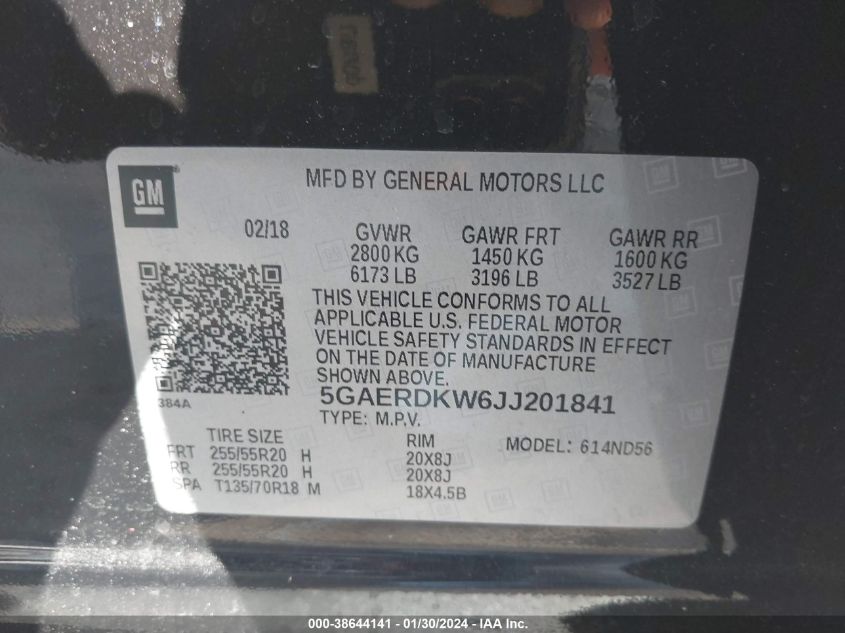 GM
MFD BY GENERAL MOTORS LLC
02/18
GVWR GAWR FRT GAWR RR
2800 KG 1450 KG 1600 KG
6173 LB 3196 LB 3527 LB
THIS VEHICLE CONFORMS TO ALL
APPLICABLE U.S. FEDERAL MOTOR
VEHICLE SAFETY STANDARDS IN EFFECT
ON THE DATE OF MANUFACTURE
SHOWN ABOVE.
384A
5GAERDKW6JJ201841
TYPE: M.P.V.
TIRE SIZE RIM MODEL: 614ND56
FRT 255/55R20 H 20X8J
RR 255/55R20 H 20X8J
SPA T135/70R18 M 18X4.5B
000-38644141 - 01/30/2024 - IAA Inc.